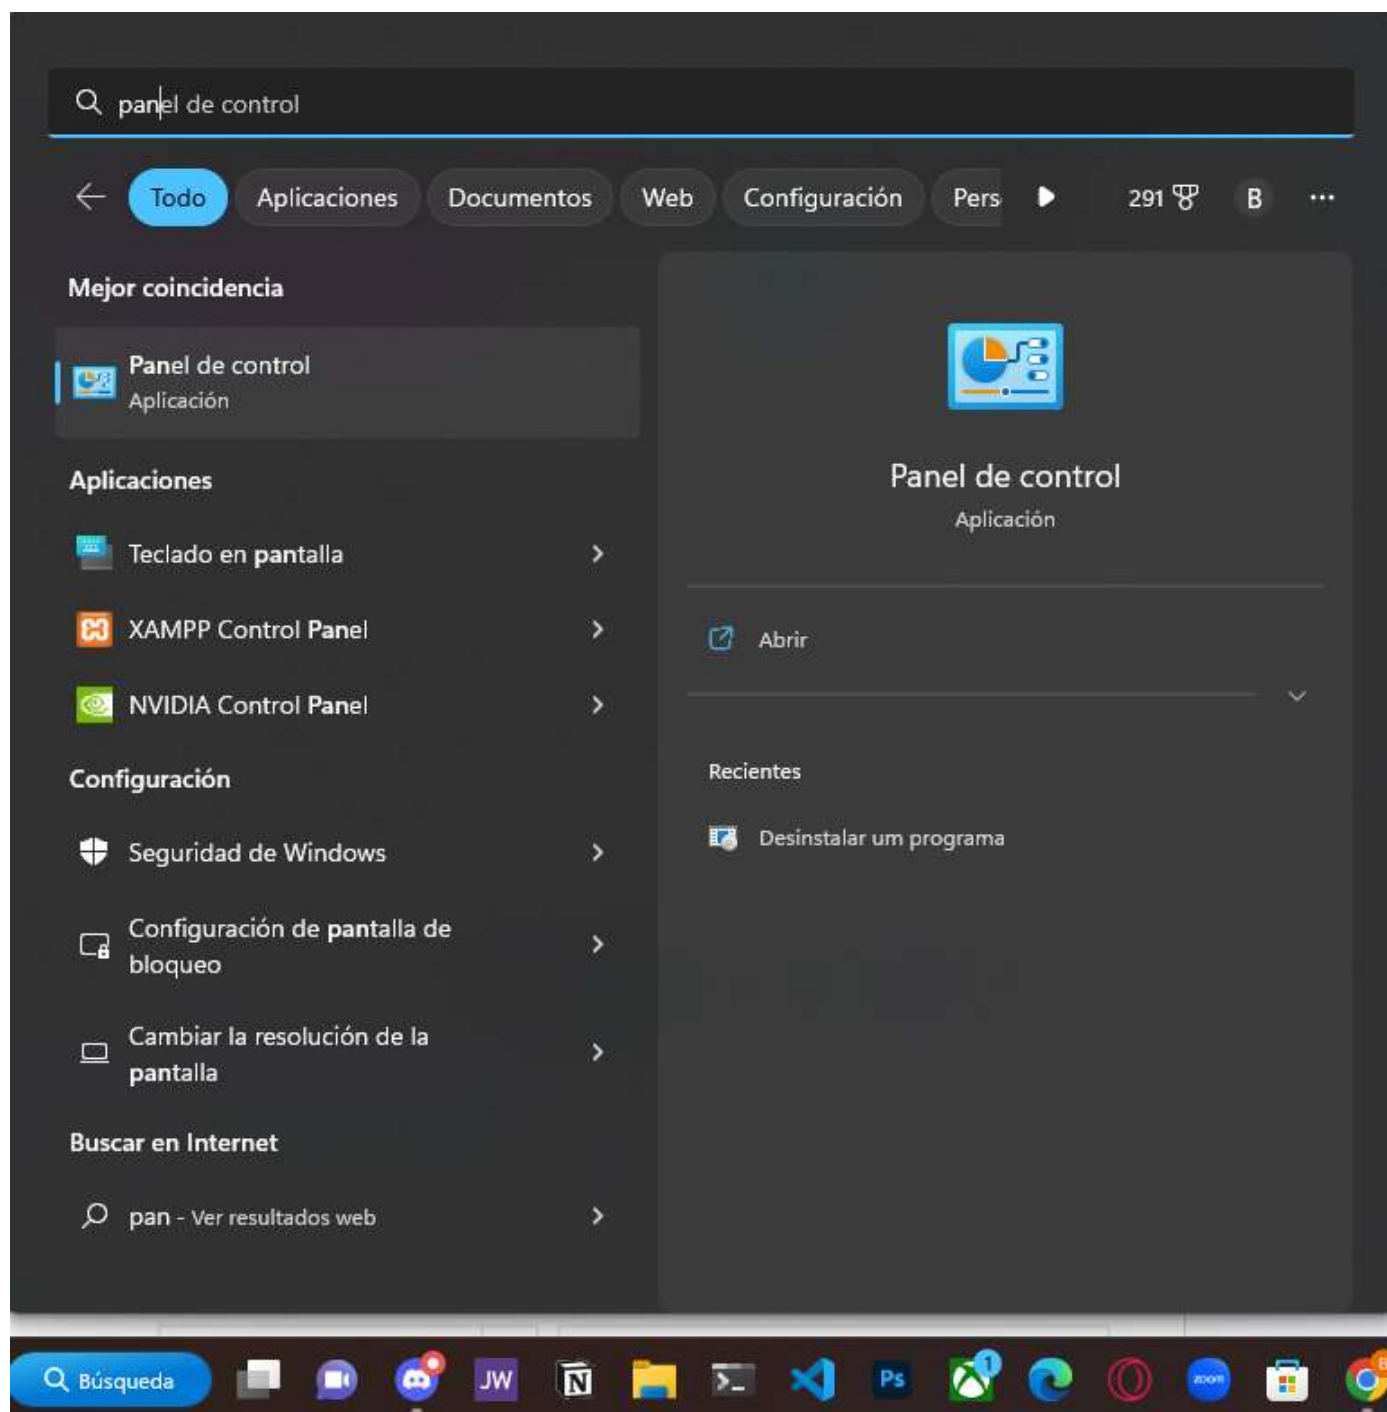 panel de control
Todo Aplicaciones Documentos Web Configuración Pers 291 B ...
Mejor coincidencia
Panel de control
Aplicación
Aplicaciones
Teclado en pantalla
XAMPP Control Panel
NVIDIA Control Panel
Configuración
Seguridad de Windows
Configuración de pantalla de
bloqueo
Cambiar la resolución de la
pantalla
Buscar en Internet
pan - Ver resultados web
Panel de control
Aplicación
Abrir
Recientes
Desinstalar um programa
Búsqueda JW N Ps 1 zoom B